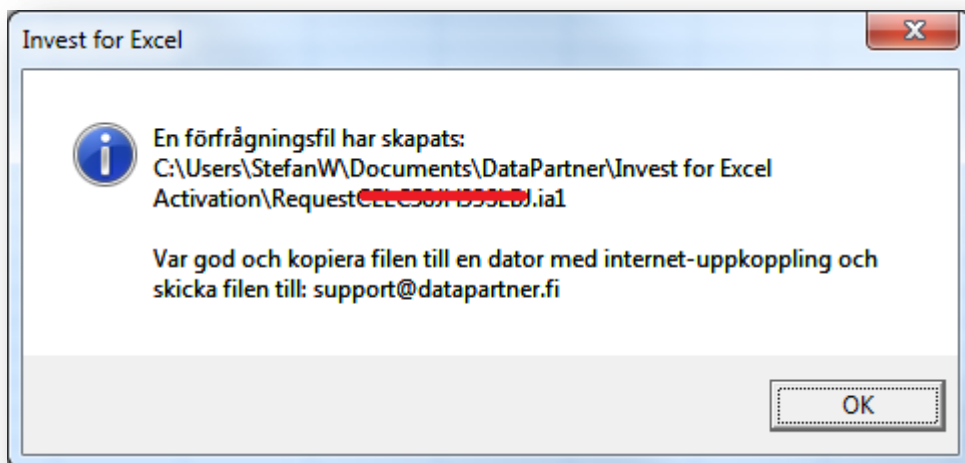 Invest for Excel
En förfrågningsfil har skapats:
C:\Users\StefanW\Documents\DataPartner\Invest for Excel
Activation\Request .ia1
Var god och kopiera filen till en dator med internet-uppkoppling och
skicka filen till: support@datapartner.fi
OK